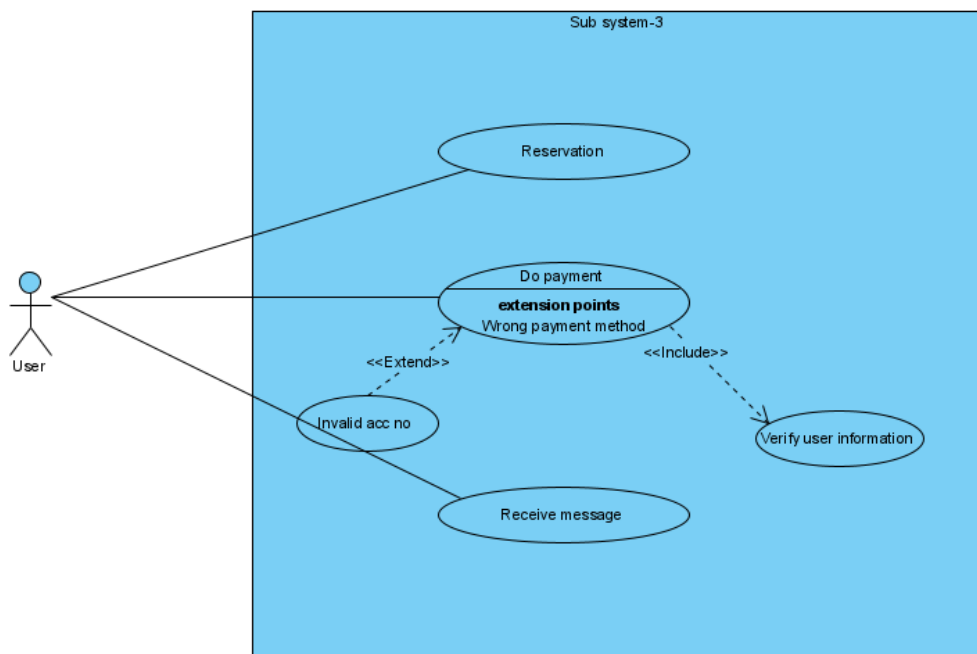 Sub system-3
Reservation
Do payment
extension points
Wrong payment method
<<Extend>>
<<Include>>
User
Invalid acc no
Verify user information
Receive message